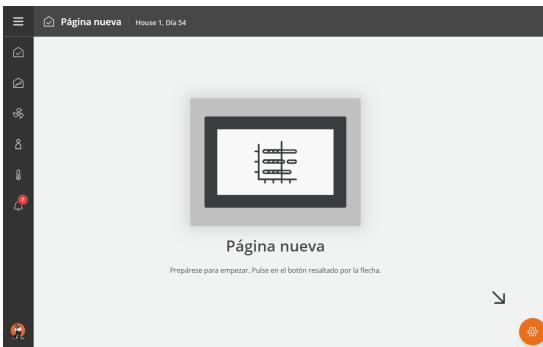 Página nueva House 1, Día 54
7
Página nueva
Prepárese para empezar. Pulse en el botón resaltado por la flecha.